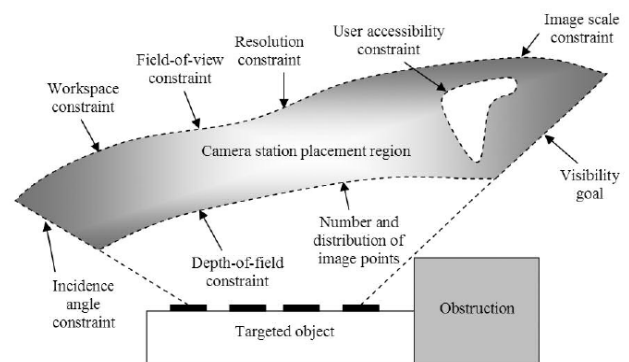 Image scale
constraint
User accessibility
constraint
Resolution
constraint
Field-of-view
constraint
Workspace
constraint
Camera station placement region
Visibility
goal
Number and
distribution of
image points
Depth-of-field
constraint
Incidence
angle
constraint
Obstruction
Targeted object